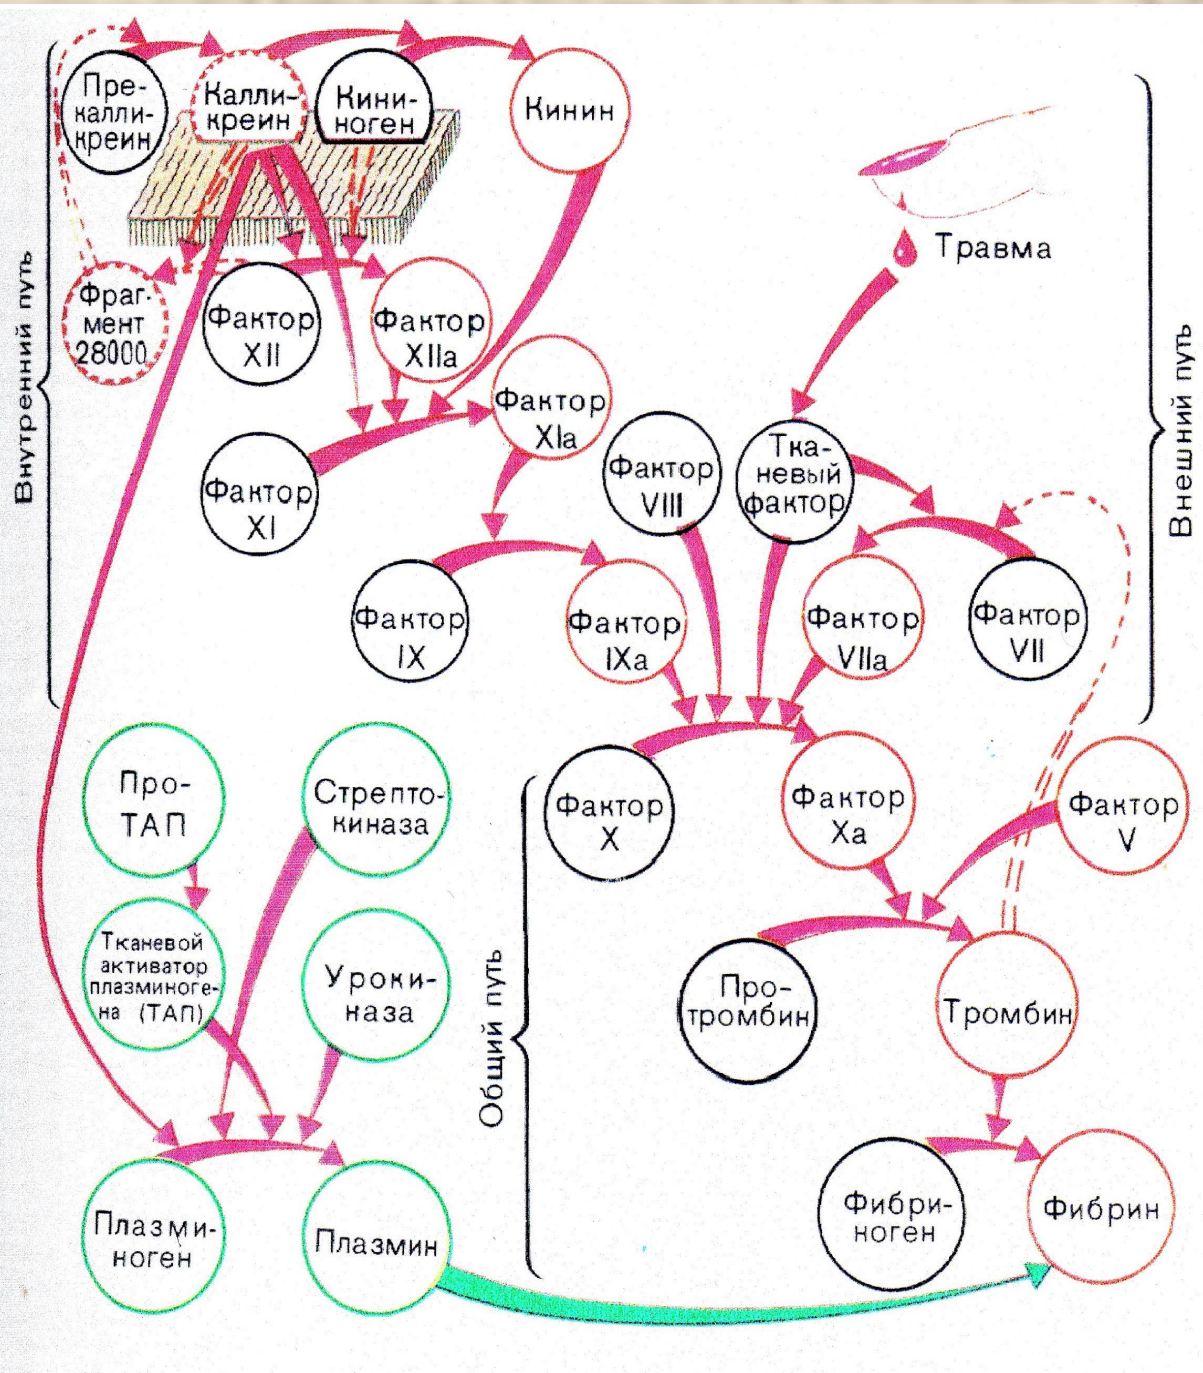 Пре-
калли-
креин
Калли-
креин
Кини-
ноген
Кинин
Травма
Внутренний путь
Внешний путь
Фраг-
мент
28000
Фактор
XII
Фактор
XIIa
Фактор
XIa
Фактор
XI
Фактор
VIII
Тка-
невый
фактор
Фактор
IX
Фактор
IXa
Фактор
VIIa
Фактор
VII
Про-
ТАП
Стрепто-
киназа
Фактор
X
Фактор
Xa
Фактор
V
Тканевой
активатор
плазминоге-
на (ТАП)
Уроки-
наза
Общий путь
Про-
тромбин
Тромбин
Плазми-
ноген
Плазмин
Фибри-
ноген
Фибрин